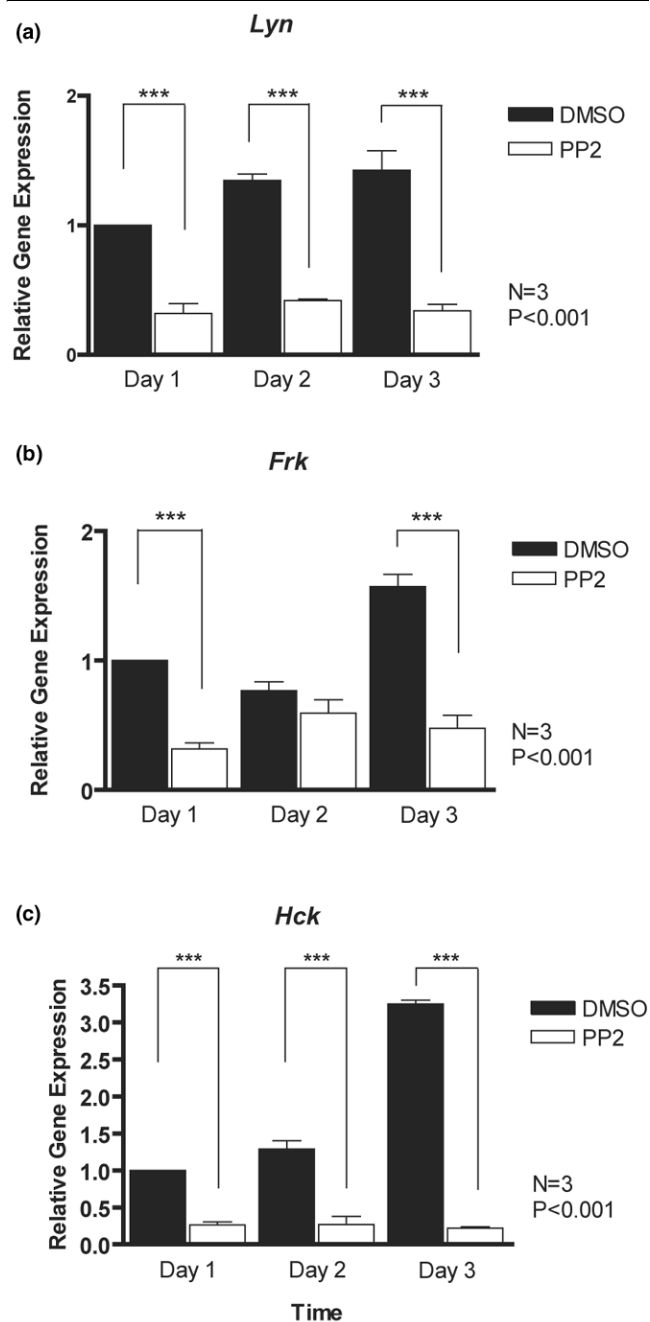 (a)
Lyn
*** *** ***
2
1
0
Relative Gene Expression
DMSO
PP2
N=3
P<0.001
Day 1 Day 2 Day 3
(b)
Frk
*** ***
2
1
0
Relative Gene Expression
DMSO
PP2
N=3
P<0.001
Day 1 Day 2 Day 3
(c)
Hck
*** *** ***
3.5
3.0
2.5
2.0
1.5
1.0
0.5
0.0
Relative Gene Expression
DMSO
PP2
N=3
P<0.001
Day 1 Day 2 Day 3
Time